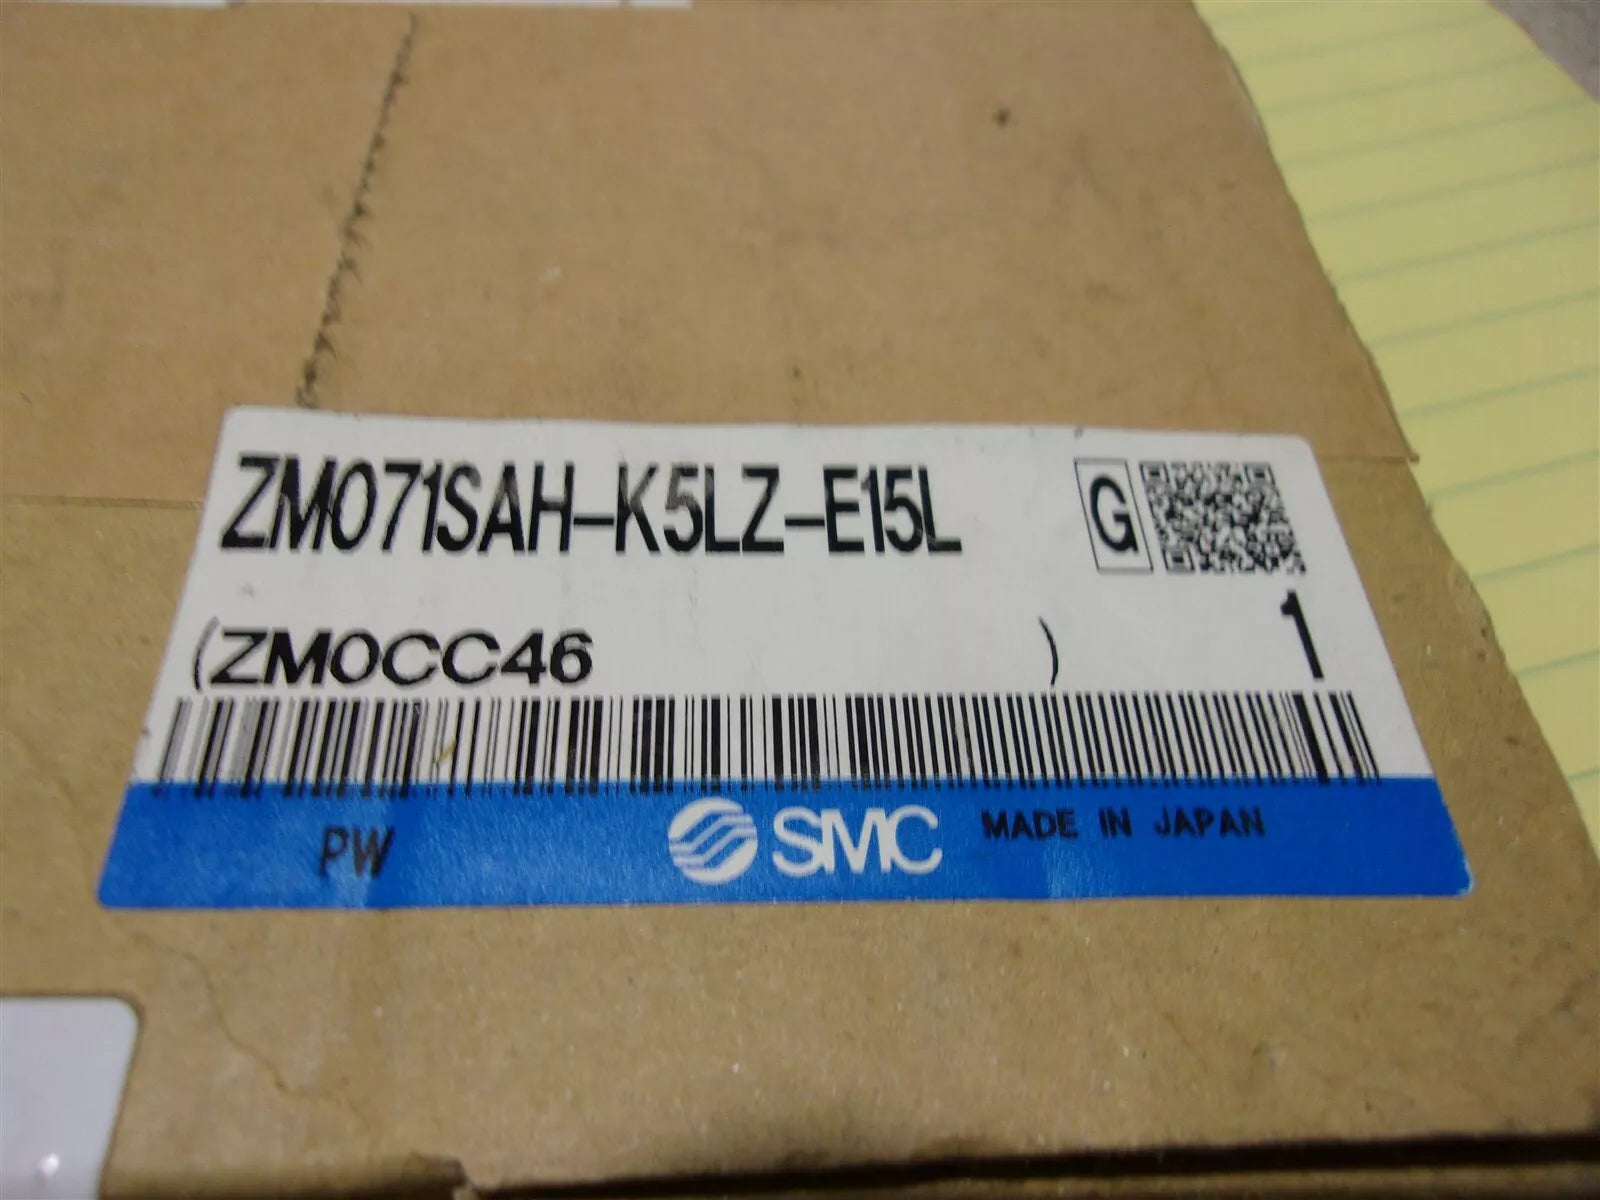 ZM071SAH-K5LZ-E15L G
(ZM0CC46 ) 1
PW SMC MADE IN JAPAN